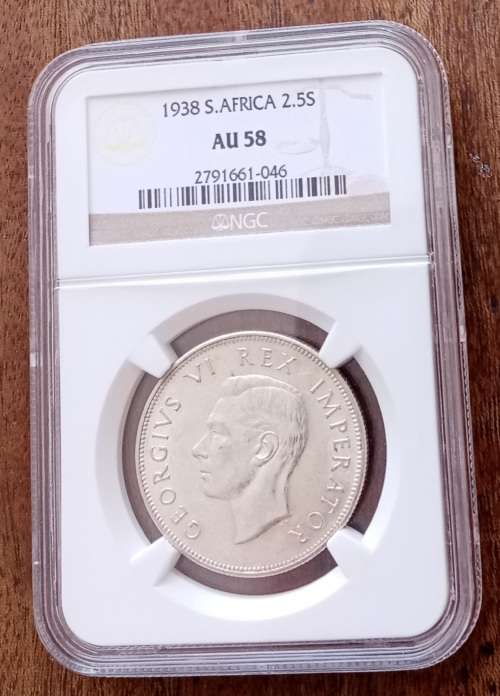 1938 S.AFRICA 2.5S
AU 58
2791661-046
NGC
GEORGIVS VI REX IMPERATOR